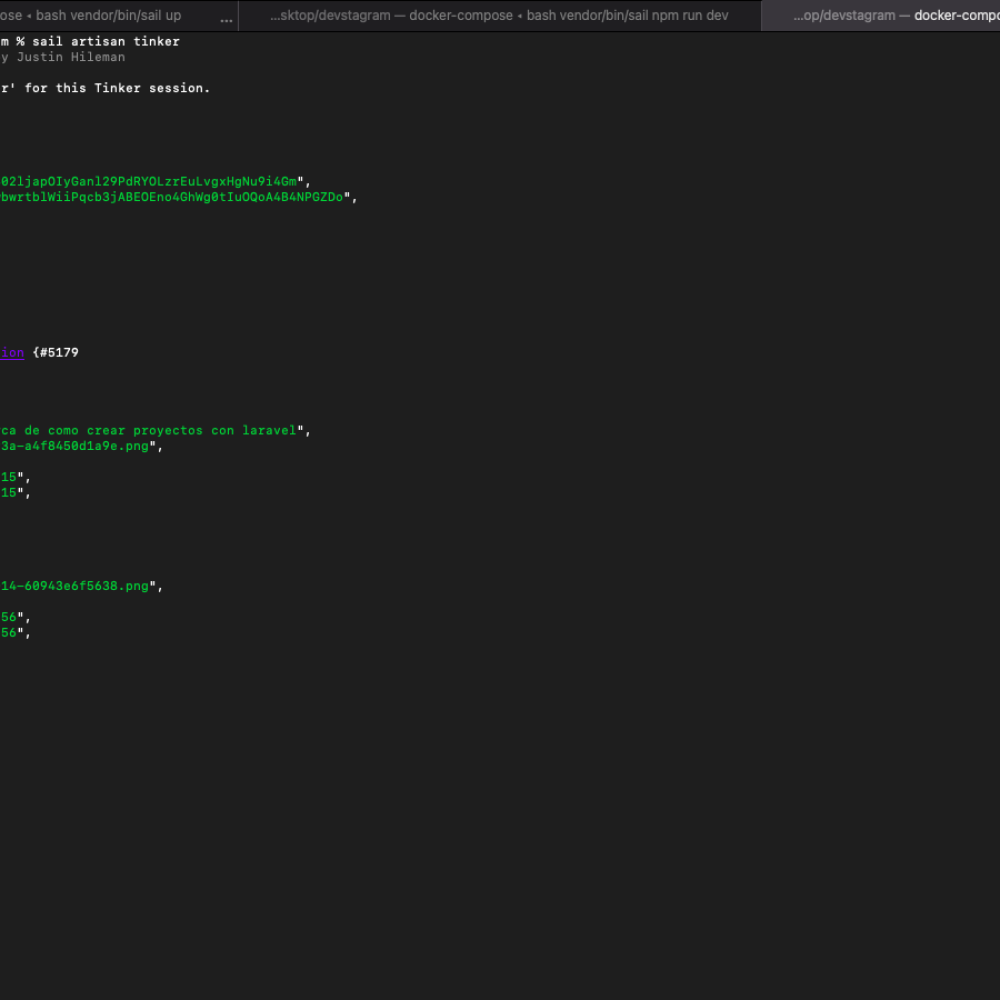 ose • bash vendor/bin/sail up ... ...sktop/devstagram — docker-compose • bash vendor/bin/sail npm run dev ...op/devstagram — docker-compo
m % sail artisan tinker
y Justin Hileman
r' for this Tinker session.
02ljapOIyGanl29PdRYOLzrEuLvgxHgNu9i4Gm",
bwrtblWiiPqcb3jABEOEno4GhWg0tIuOQoA4B4NPGZDo",
ion {#5179
ca de como crear proyectos con laravel",
3a-a4f8450d1a9e.png",
15",
15",
14-60943e6f5638.png",
56",
56",